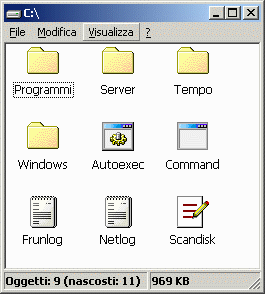 C:\
File Modifica Visualizza ?
Programmi Server Tempo
Windows Autoexec Command
Frunlog Netlog Scandisk
Oggetti: 9 (nascosti: 11) 969 KB